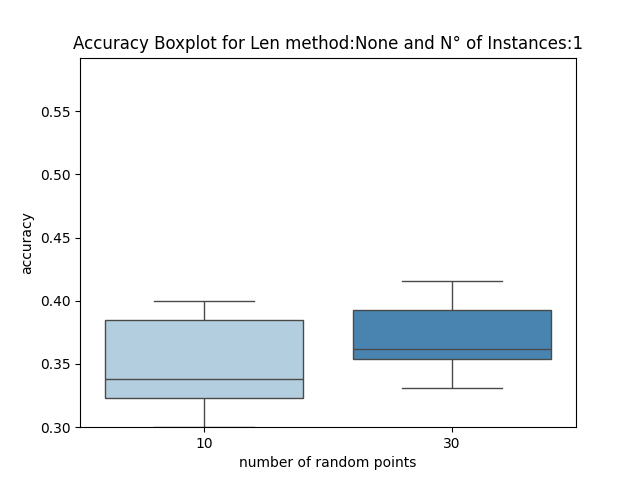 Accuracy Boxplot for Len method:None and N° of Instances:1
0.55
0.50
0.45
0.40
0.35
0.30
accuracy
10 30
number of random points